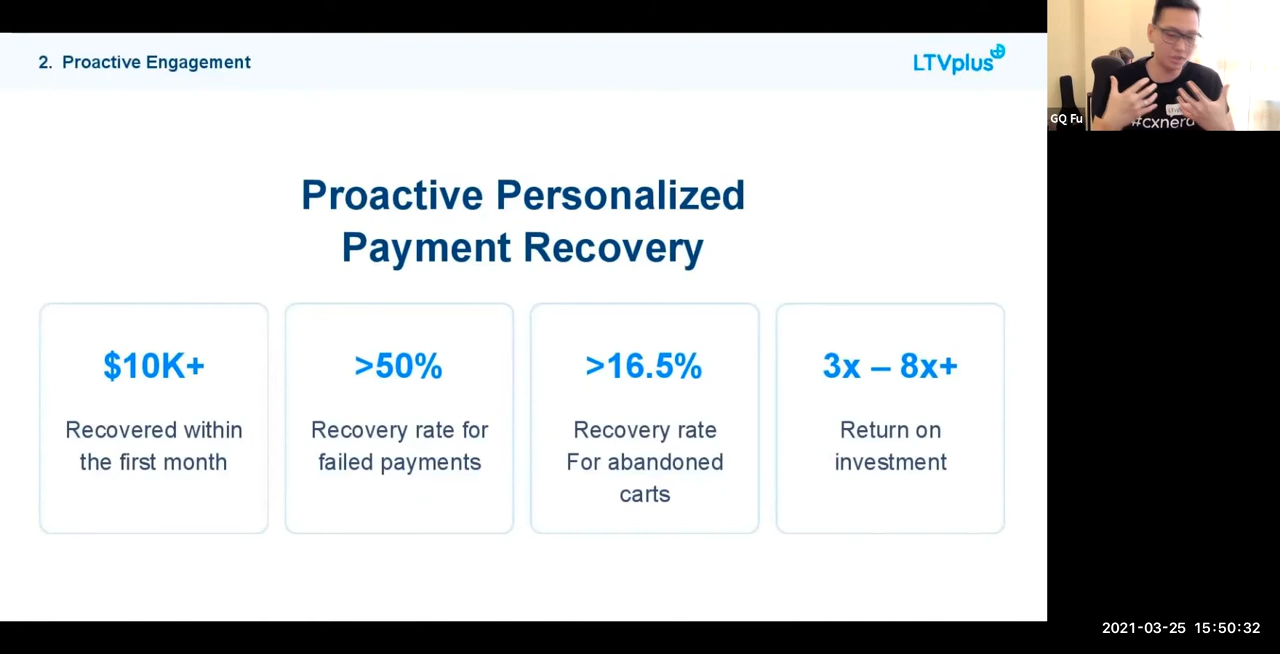 2. Proactive Engagement
LTVplus
GQ Fu
#cxnerd
Proactive Personalized
Payment Recovery
$10K+
Recovered within
the first month
>50%
Recovery rate for
failed payments
>16.5%
Recovery rate
For abandoned
carts
3x – 8x+
Return on
investment
2021-03-25 15:50:32